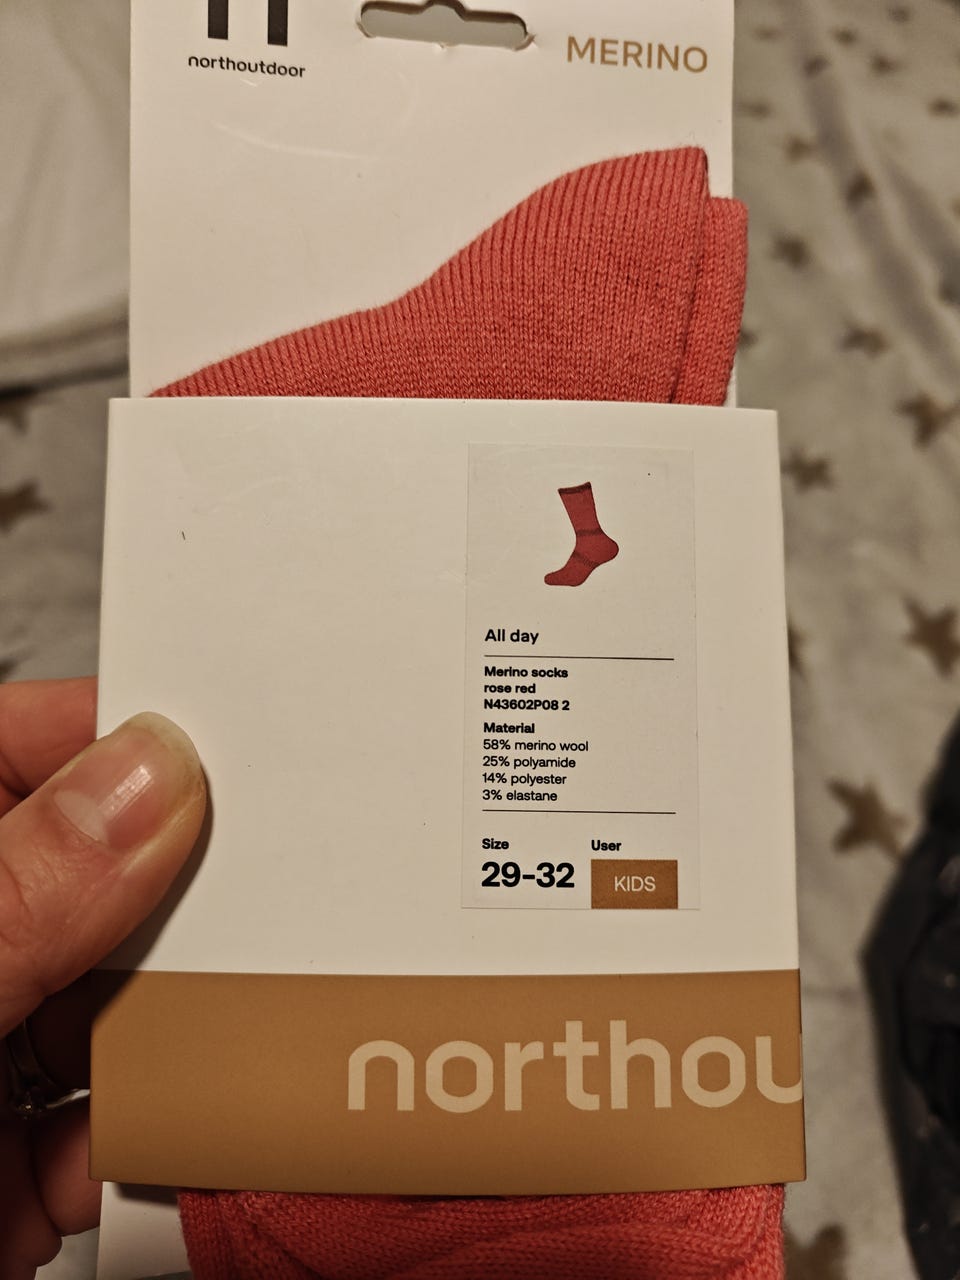 northoutdoor
MERINO
All day
Merino socks
rose red
N43602P08 2
Material
58% merino wool
25% polyamide
14% polyester
3% elastane
Size
User
29-32
KIDS
northou